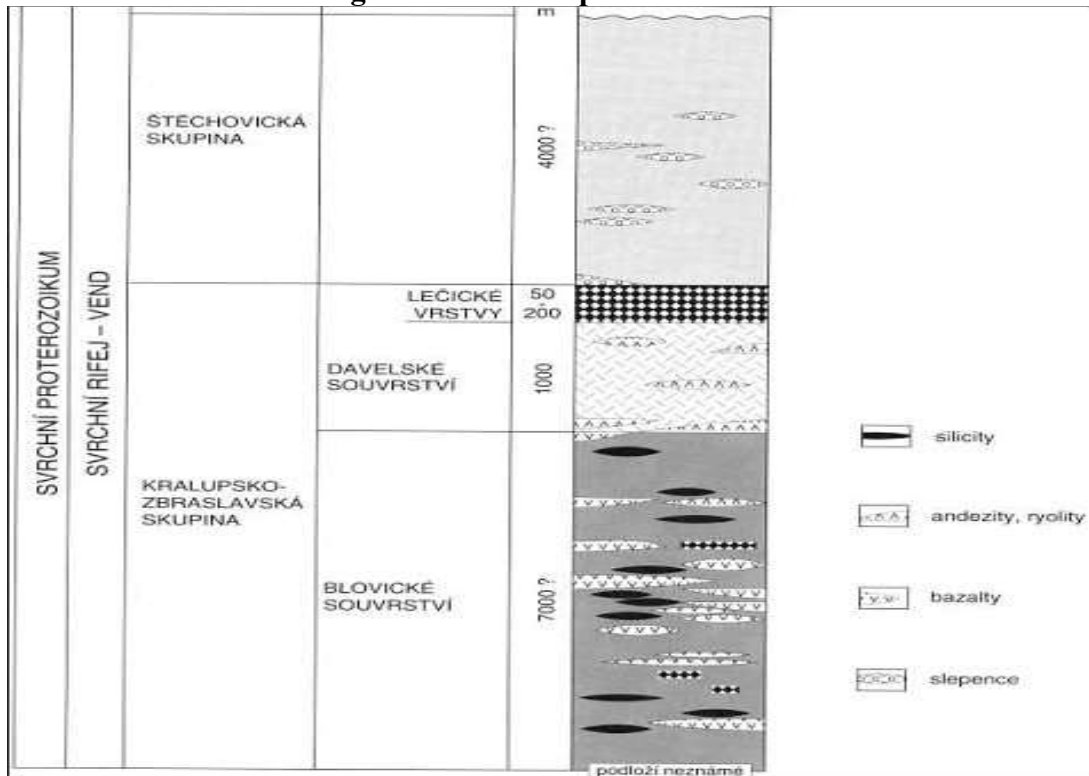 m
ŠTĚCHOVICKÁ
SKUPINA
4000 ?
SVRCHNÍ PROTEROZOIKUM
SVRCHNÍ RIFEJ – VEND
LEČICKÉ
VRSTVY
50
200
DAVELSKÉ
SOUVRSTVÍ
1000
KRALUPSKO-
ZBRASLAVSKÁ
SKUPINA
BLOVICKÉ
SOUVRSTVÍ
7000 ?
silicity
andezity, ryolity
bazalty
slepence
podloží neznámé